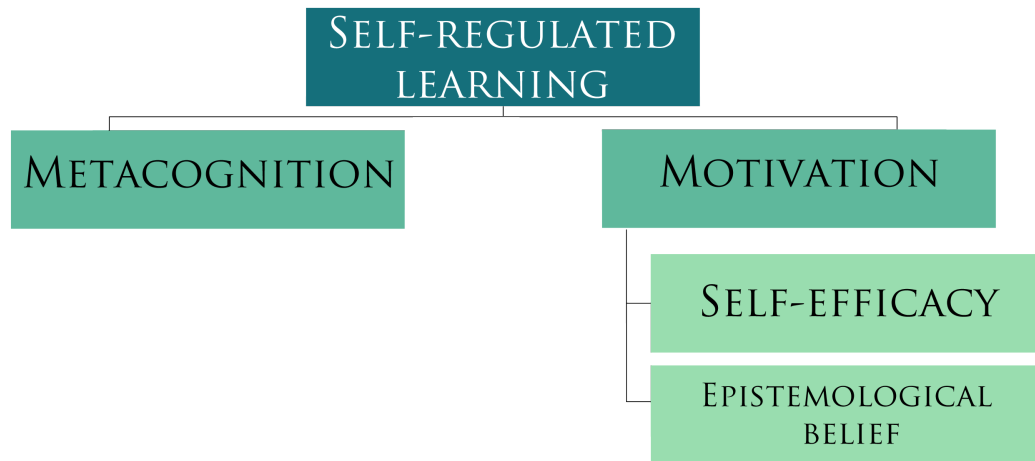 Self-regulated
learning
Metacognition
Motivation
Self-efficacy
Epistemological
belief